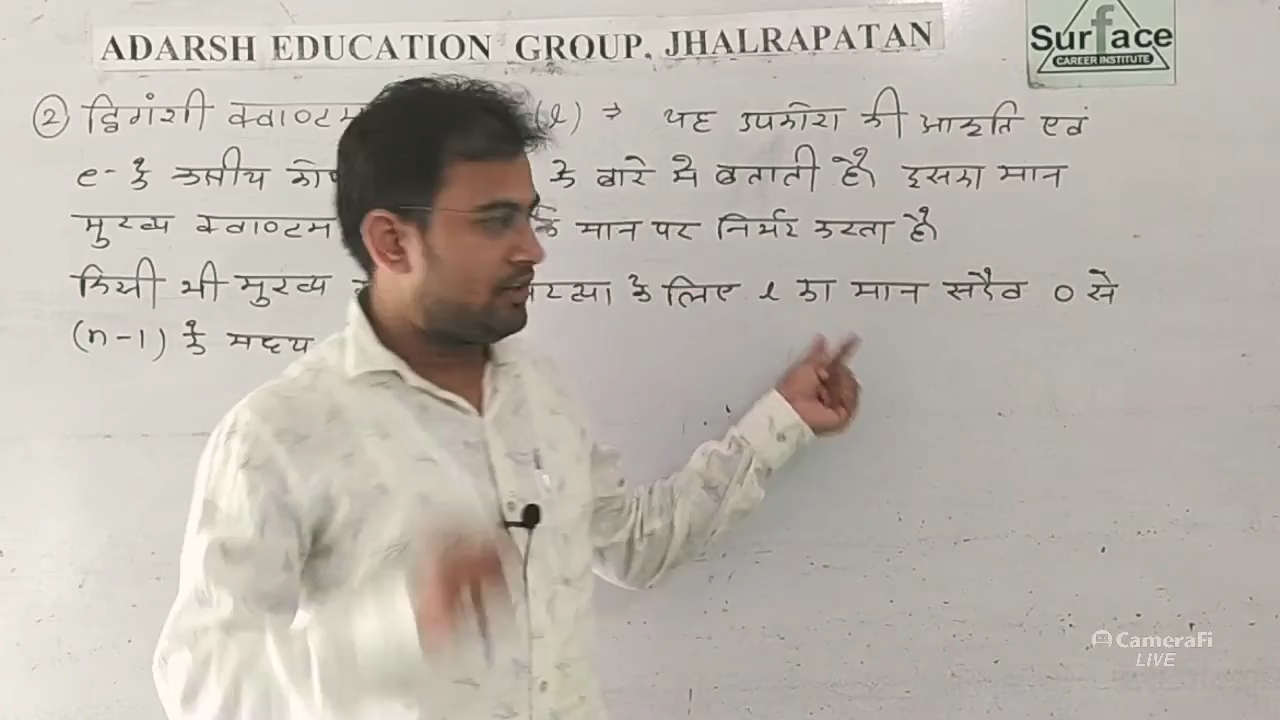 ADARSH EDUCATION GROUP, JHALRAPATAN
Surface
CAREER INSTITUTE
② द्विगंशी क्वाण्टम (l) ⇒ यह उपकोश की आकृति एवं
e- के कक्षीय के बारे मे बताती है। इसका मान
मुख्य क्वाण्टम के मान पर निर्भर करता है।
किसी भी मुख्य के लिए l का मान सदैव 0 से
(n-1) के मध्य
CameraFi
LIVE